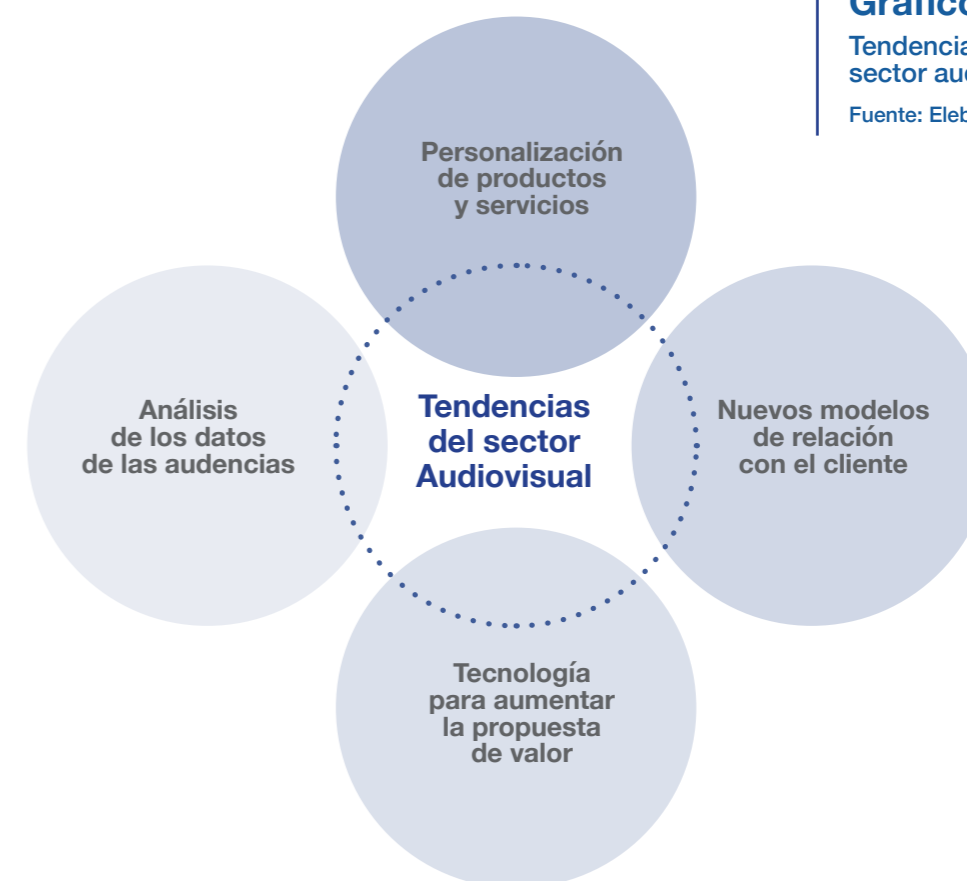 Gráfico
Tendencia
sector au
Fuente: Eleb
Personalización
de productos
y servicios
Análisis
de los datos
de las audencias
Tendencias
del sector
Audiovisual
Nuevos modelos
de relación
con el cliente
Tecnología
para aumentar
la propuesta
de valor